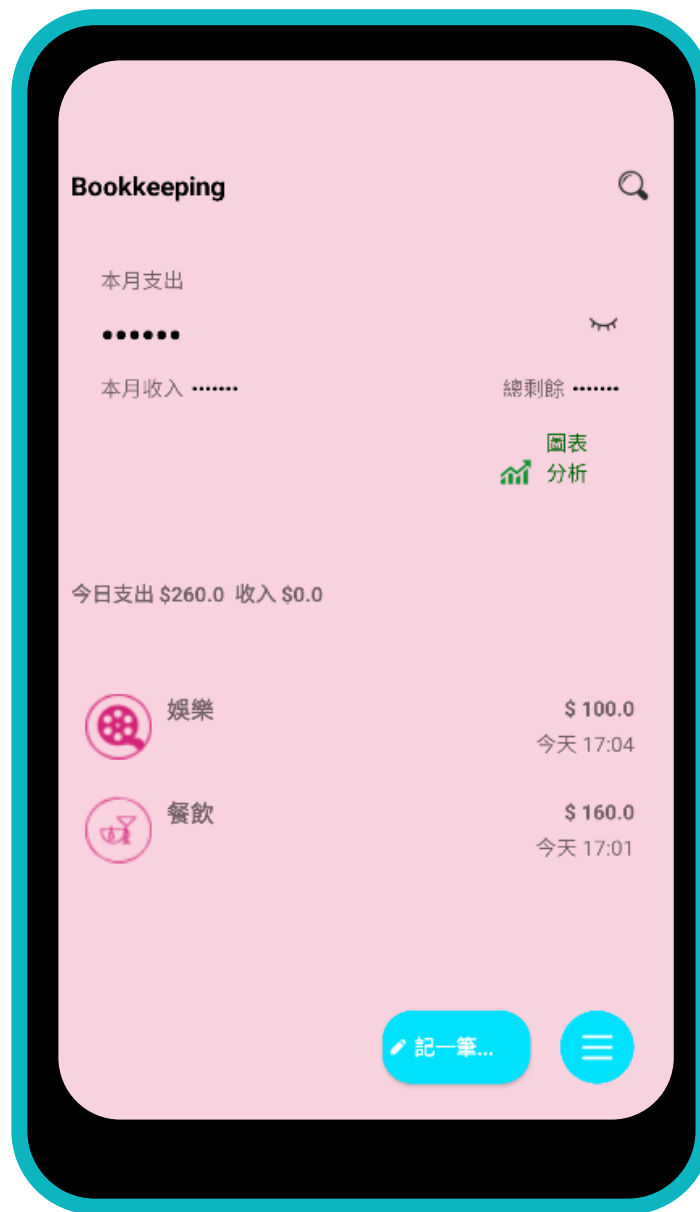 Bookkeeping
本月支出
••••••
本月收入 •••••••
總剩餘 •••••••
圖表
分析
今日支出 $260.0 收入 $0.0
娛樂
$ 100.0
今天 17:04
餐飲
$ 160.0
今天 17:01
記一筆...